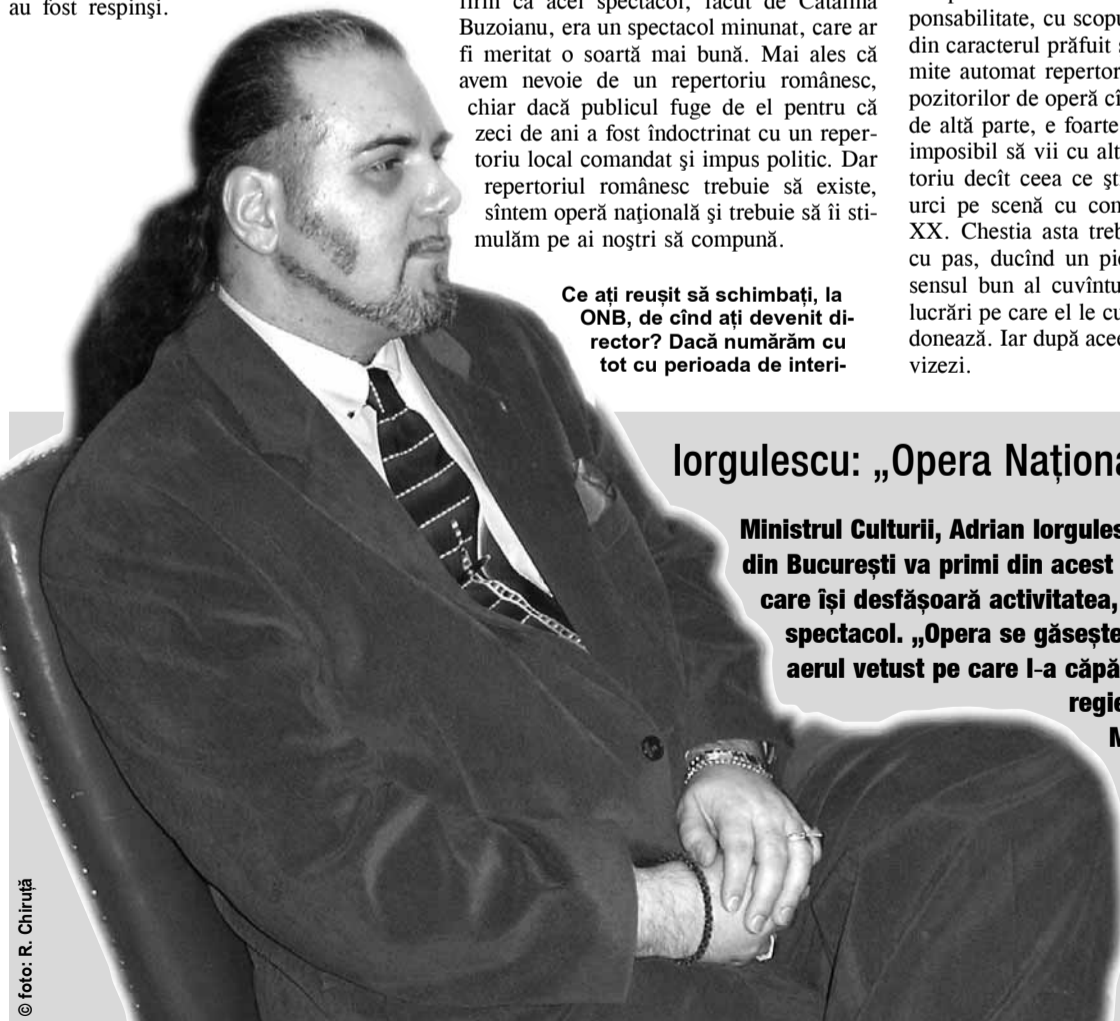 au fost respinşi.
Buzoianu, era un spectacol minunat, care ar
fi meritat o soartă mai bună. Mai ales că
avem nevoie de un repertoriu românesc,
chiar dacă publicul fuge de el pentru că
zeci de ani a fost îndoctrinat cu un reper-
toriu local comandat şi impus politic. Dar
repertoriul românesc trebuie să existe,
sîntem operă naţională şi trebuie să îi sti-
mulăm pe ai noştri să compună.
Ce aţi reuşit să schimbaţi, la
ONB, de cînd aţi devenit di-
rector? Dacă numărăm cu
tot cu perioada de interi-
ponsabilitate, cu scopu
din caracterul prăfuit
mite automat repertor
pozitorilor de operă cî
de altă parte, e foarte
imposibil să vii cu alt
toriu decît ceea ce şt
urci pe scenă cu con
XX. Chestia asta treb
cu pas, ducînd un pi
sensul bun al cuvîntu
lucrări pe care el le cu
donează. Iar după acee
vizezi.
Iorgulescu: „Opera Naţiona
Ministrul Culturii, Adrian Iorgules
din Bucureşti va primi din acest
care îşi desfăşoară activitatea,
spectacol. „Opera se găseşte
aerul vetust pe care l-a căpă
regie
M
© foto: R. Chiruţă